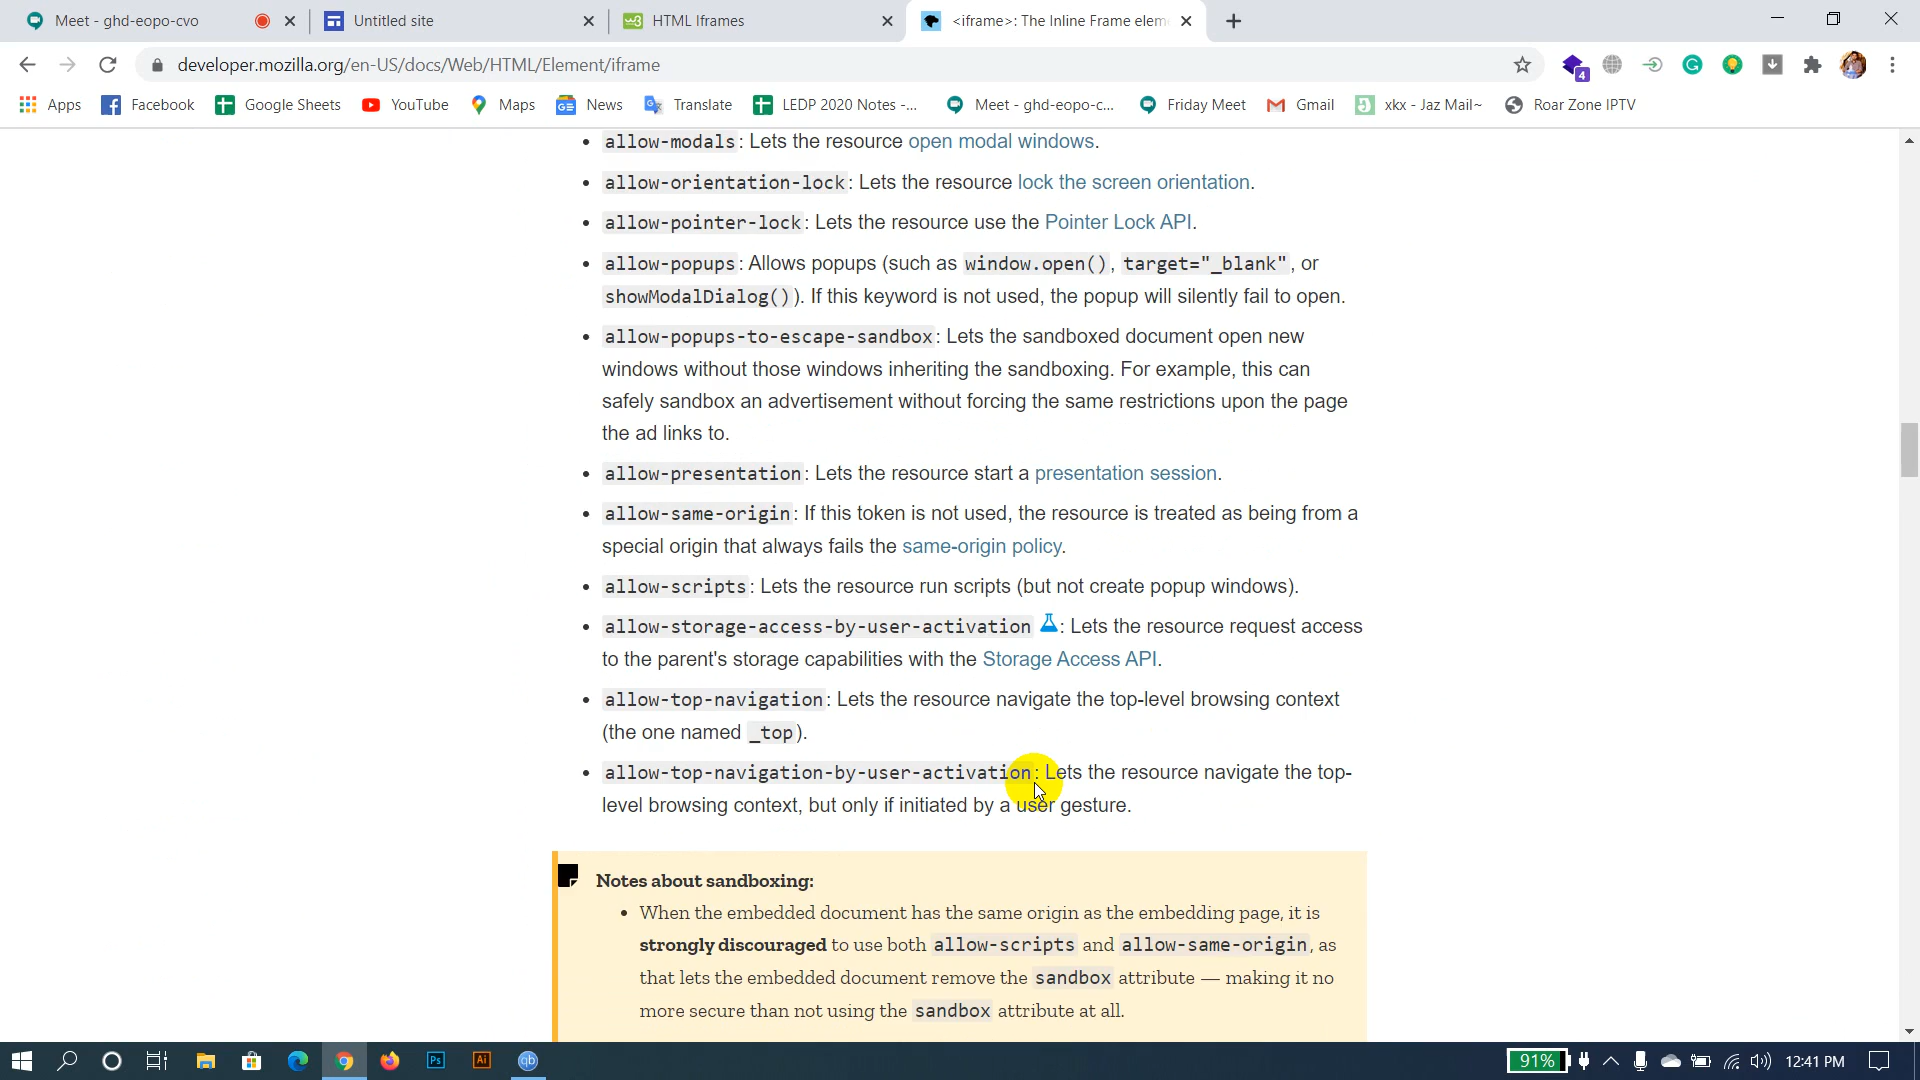 Meet - ghd-eopo-cvo
Untitled site
HTML Iframes
<iframe>: The Inline Frame elem
developer.mozilla.org/en-US/docs/Web/HTML/Element/iframe
4
Apps
Facebook
Google Sheets
YouTube
Maps
News
Translate
LEDP 2020 Notes -...
Meet - ghd-eopo-c...
Friday Meet
Gmail
xkx - Jaz Mail~
Roar Zone IPTV
allow-modals: Lets the resource open modal windows.
allow-orientation-lock: Lets the resource lock the screen orientation.
allow-pointer-lock: Lets the resource use the Pointer Lock API.
allow-popups: Allows popups (such as window.open(), target="_blank", or
showModalDialog()). If this keyword is not used, the popup will silently fail to open.
allow-popups-to-escape-sandbox: Lets the sandboxed document open new
windows without those windows inheriting the sandboxing. For example, this can
safely sandbox an advertisement without forcing the same restrictions upon the page
the ad links to.
allow-presentation: Lets the resource start a presentation session.
allow-same-origin: If this token is not used, the resource is treated as being from a
special origin that always fails the same-origin policy.
allow-scripts: Lets the resource run scripts (but not create popup windows).
allow-storage-access-by-user-activation : Lets the resource request access
to the parent's storage capabilities with the Storage Access API.
allow-top-navigation: Lets the resource navigate the top-level browsing context
(the one named _top).
allow-top-navigation-by-user-activation: Lets the resource navigate the top-
level browsing context, but only if initiated by a user gesture.
Notes about sandboxing:
When the embedded document has the same origin as the embedding page, it is
strongly discouraged to use both allow-scripts and allow-same-origin, as
that lets the embedded document remove the sandbox attribute — making it no
more secure than not using the sandbox attribute at all.
Ps
Ai
qb
91%
12:41 PM